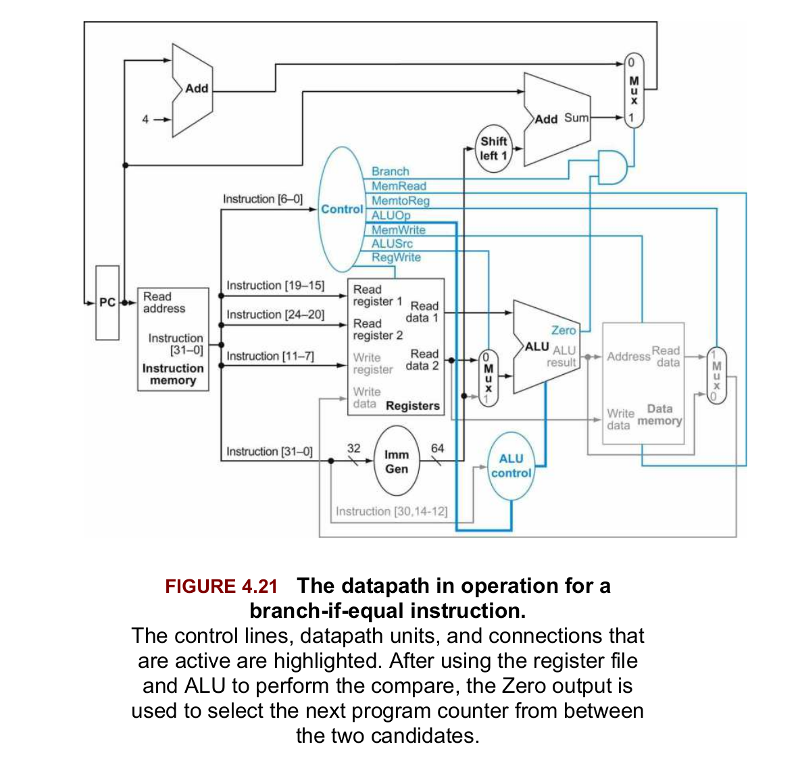 0
M
u
x
1
Add
4
Add Sum
Shift
left 1
Branch
MemRead
MemtoReg
ALUOp
MemWrite
ALUSrc
RegWrite
Control
Instruction [6–0]
PC
Read
address
Instruction
[31–0]
Instruction
memory
Instruction [19–15]
Instruction [24–20]
Instruction [11–7]
Instruction [31–0]
Read
register 1
Read
register 2
Write
register
Write
data
Read
data 1
Read
data 2
Registers
0
M
u
x
1
Zero
ALU
ALU
result
Address
Read
data
Write
data
Data
memory
1
M
u
x
0
32
Imm
Gen
64
ALU
control
Instruction [30,14-12]
FIGURE 4.21 The datapath in operation for a
branch-if-equal instruction.
The control lines, datapath units, and connections that
are active are highlighted. After using the register file
and ALU to perform the compare, the Zero output is
used to select the next program counter from between
the two candidates.